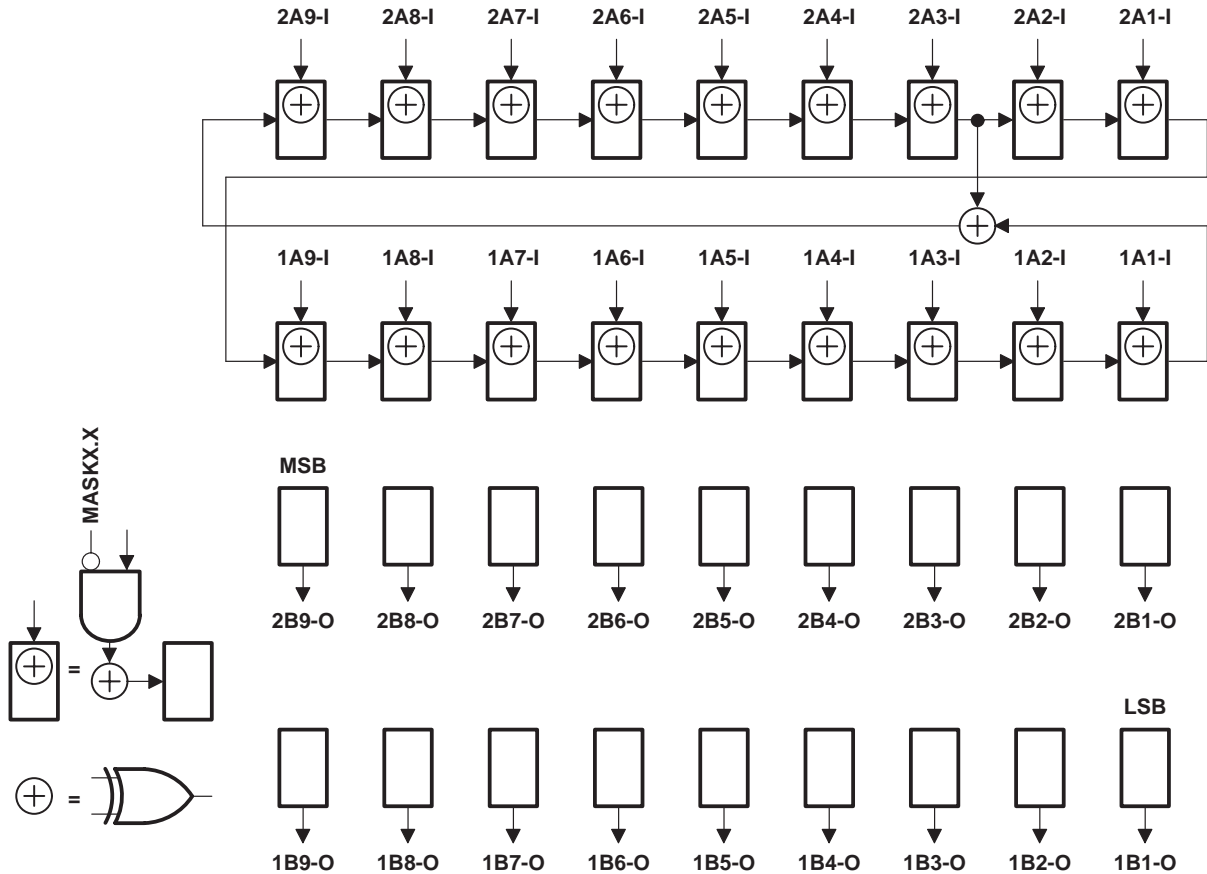 2A9-I 2A8-I 2A7-I 2A6-I 2A5-I 2A4-I 2A3-I 2A2-I 2A1-I
1A9-I 1A8-I 1A7-I 1A6-I 1A5-I 1A4-I 1A3-I 1A2-I 1A1-I
MASKX.X
MSB
2B9-O 2B8-O 2B7-O 2B6-O 2B5-O 2B4-O 2B3-O 2B2-O 2B1-O
=
LSB
=
1B9-O 1B8-O 1B7-O 1B6-O 1B5-O 1B4-O 1B3-O 1B2-O 1B1-O